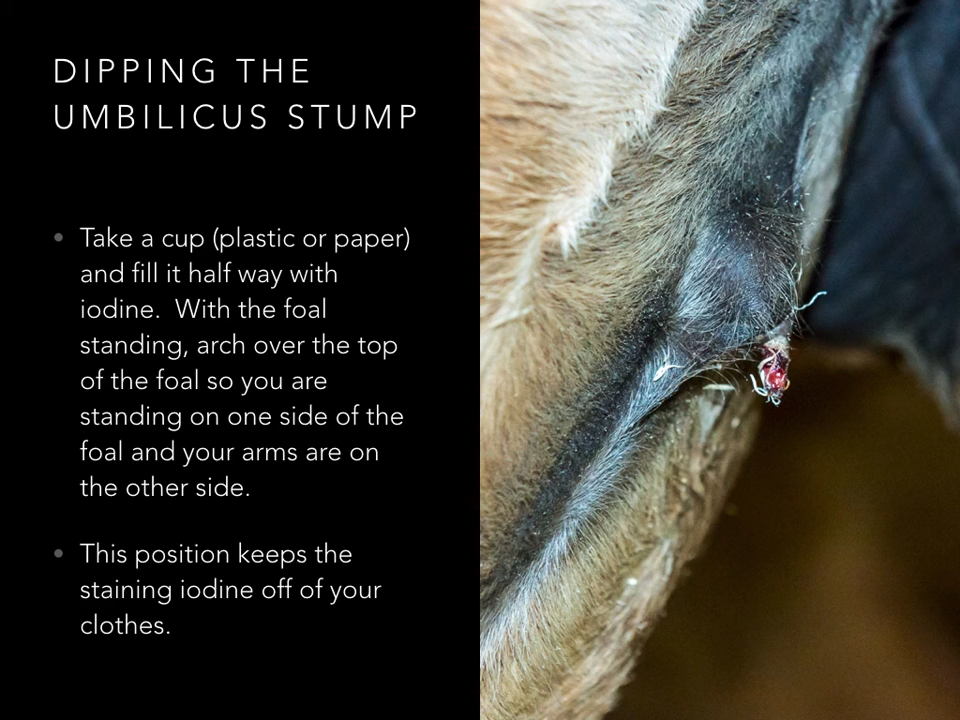 DIPPING THE
UMBILICUS STUMP
• Take a cup (plastic or paper)
and fill it half way with
iodine.  With the foal
standing, arch over the top
of the foal so you are
standing on one side of the
foal and your arms are on
the other side.
• This position keeps the
staining iodine off of your
clothes.